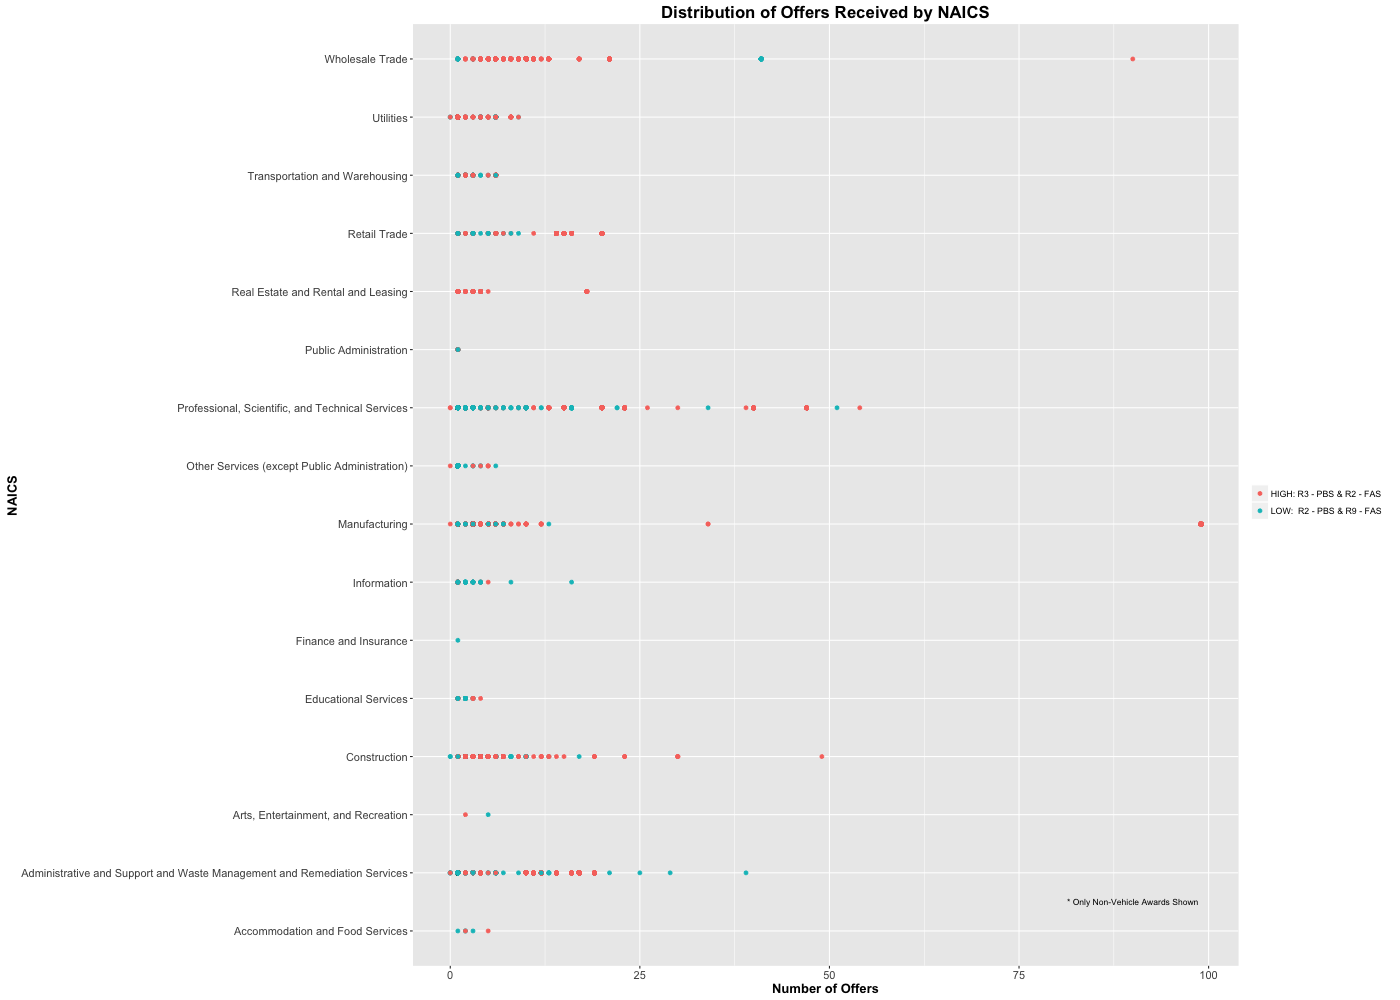 Distribution of Offers Received by NAICS
NAICS
Wholesale Trade
Utilities
Transportation and Warehousing
Retail Trade
Real Estate and Rental and Leasing
Public Administration
Professional, Scientific, and Technical Services
Other Services (except Public Administration)
Manufacturing
Information
Finance and Insurance
Educational Services
Construction
Arts, Entertainment, and Recreation
Administrative and Support and Waste Management and Remediation Services
Accommodation and Food Services
* Only Non-Vehicle Awards Shown
0 25 50 75 100
Number of Offers
HIGH: R3 - PBS & R2 - FAS
LOW:  R2 - PBS & R9 - FAS